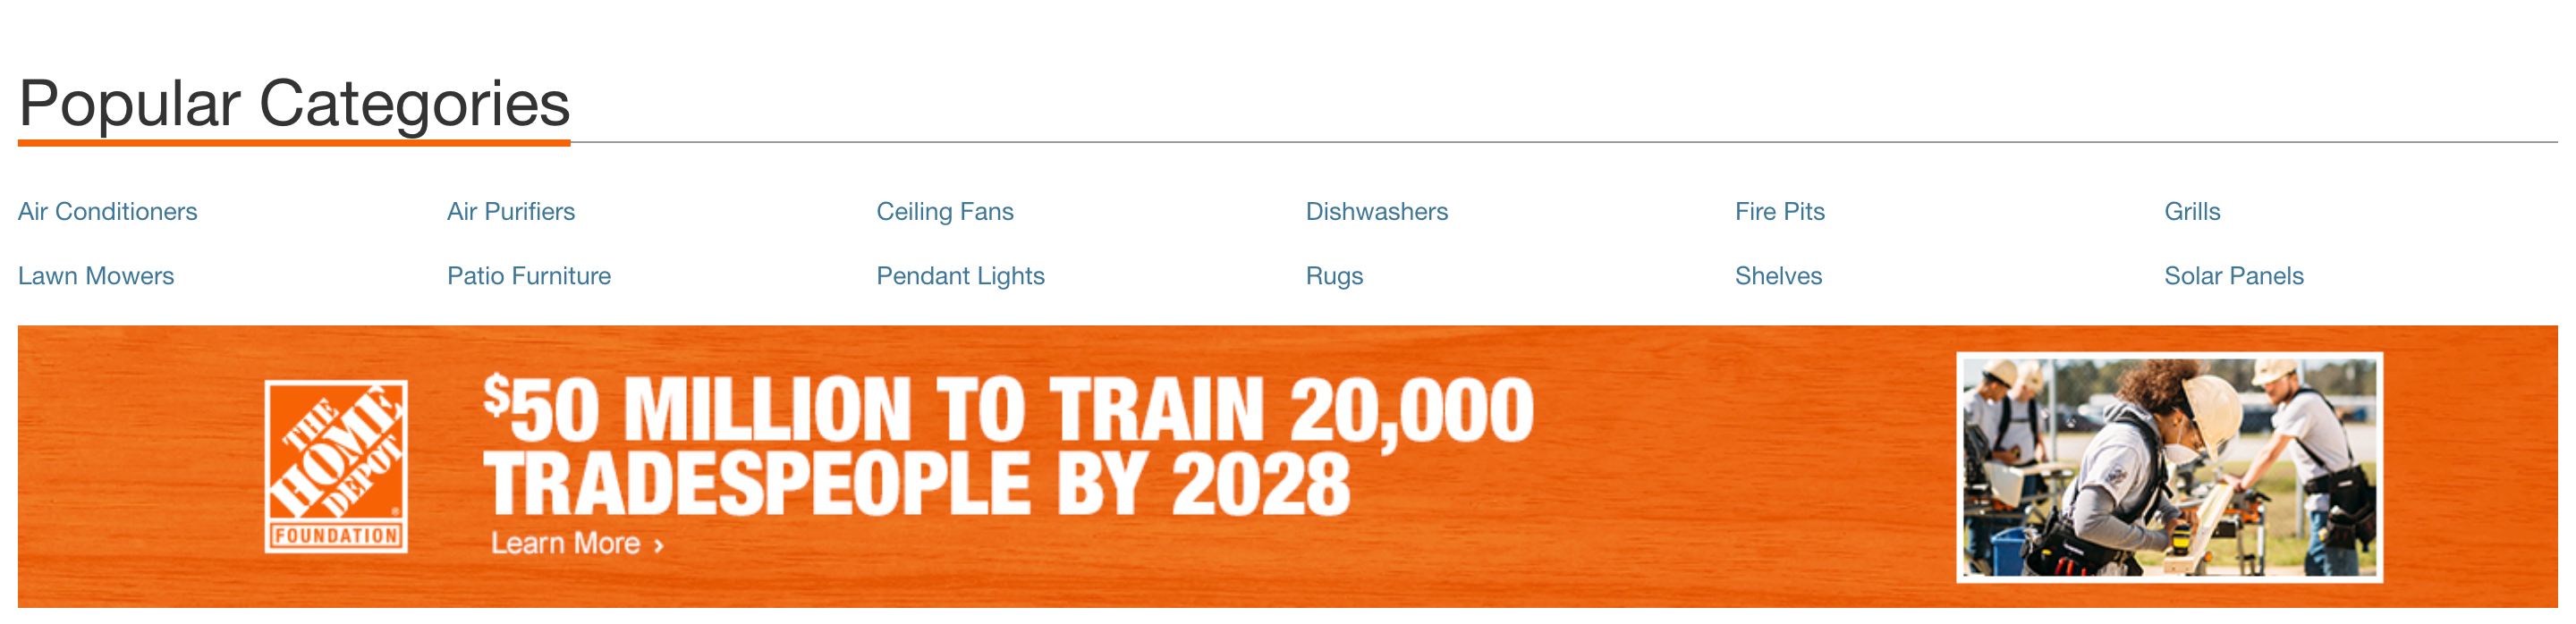 Popular Categories
Air Conditioners Air Purifiers Ceiling Fans Dishwashers Fire Pits Grills
Lawn Mowers Patio Furniture Pendant Lights Rugs Shelves Solar Panels
THE
HOME
DEPOT
®
FOUNDATION
$50 MILLION TO TRAIN 20,000
TRADESPEOPLE BY 2028
Learn More ›